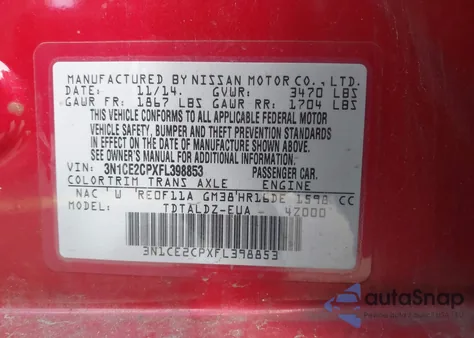 MANUFACTURED BY NISSAN MOTOR CO., LTD.
DATE: 11/14. GVWR: 3470 LBS
GAWR FR: 1867 LBS GAWR RR: 1704 LBS
THIS VEHICLE CONFORMS TO ALL APPLICABLE FEDERAL MOTOR
VEHICLE SAFETY, BUMPER AND THEFT PREVENTION STANDARDS
IN EFFECT ON THE DATE OF MANUFACTURE SHOWN ABOVE.
SEE OWNER'S MANUAL FOR ADDITIONAL INFORMATION.
VIN: 3N1CE2CPXFL398853 PASSENGER CAR.
COLOR TRIM TRANS AXLE ENGINE
NAC W RE0F11A GM38 HR16DE 1598 CC
MODEL: TDTALDZ-EUA 4Z000
3N1CE2CPXFL398853
autoSnap